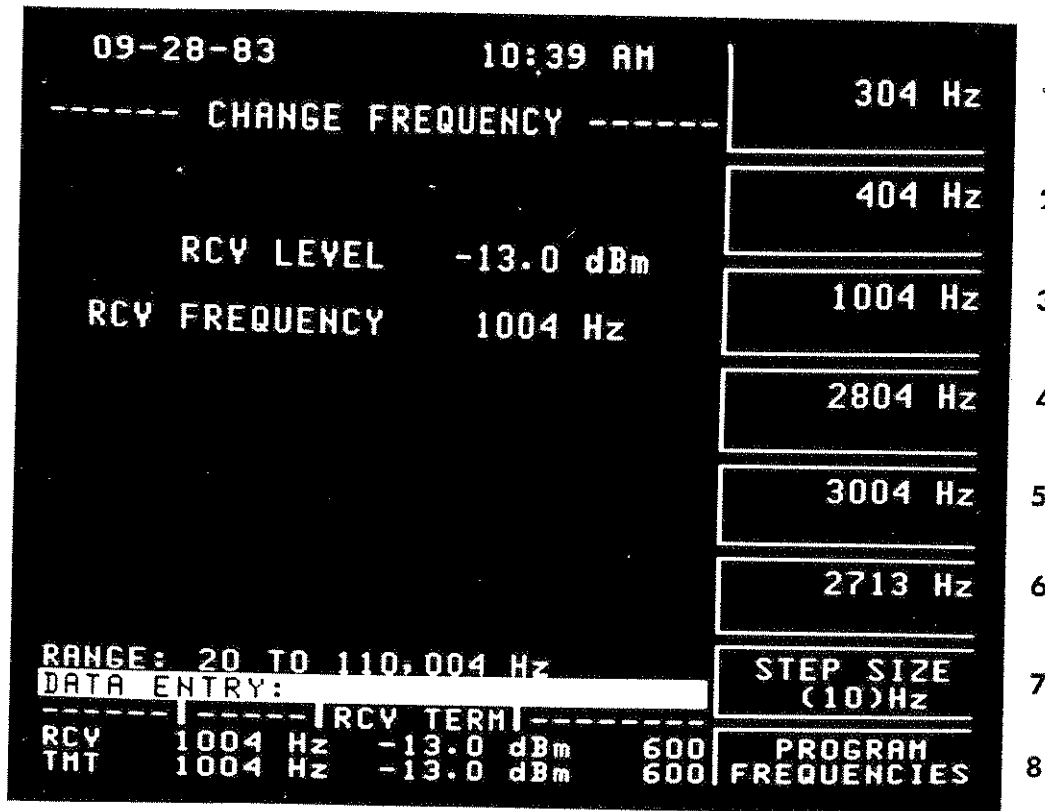 09-28-83 10:39 AM
------ CHANGE FREQUENCY ------
RCV LEVEL -13.0 dBm
RCV FREQUENCY 1004 Hz
RANGE: 20 TO 110,004 Hz
DATA ENTRY:
------ ----- RCV TERM --------
RCV 1004 Hz -13.0 dBm 600
TMT 1004 Hz -13.0 dBm 600
304 Hz
404 Hz
1004 Hz 3
2804 Hz 4
3004 Hz 5
2713 Hz 6
STEP SIZE 7
(10)Hz
PROGRAM 8
FREQUENCIES